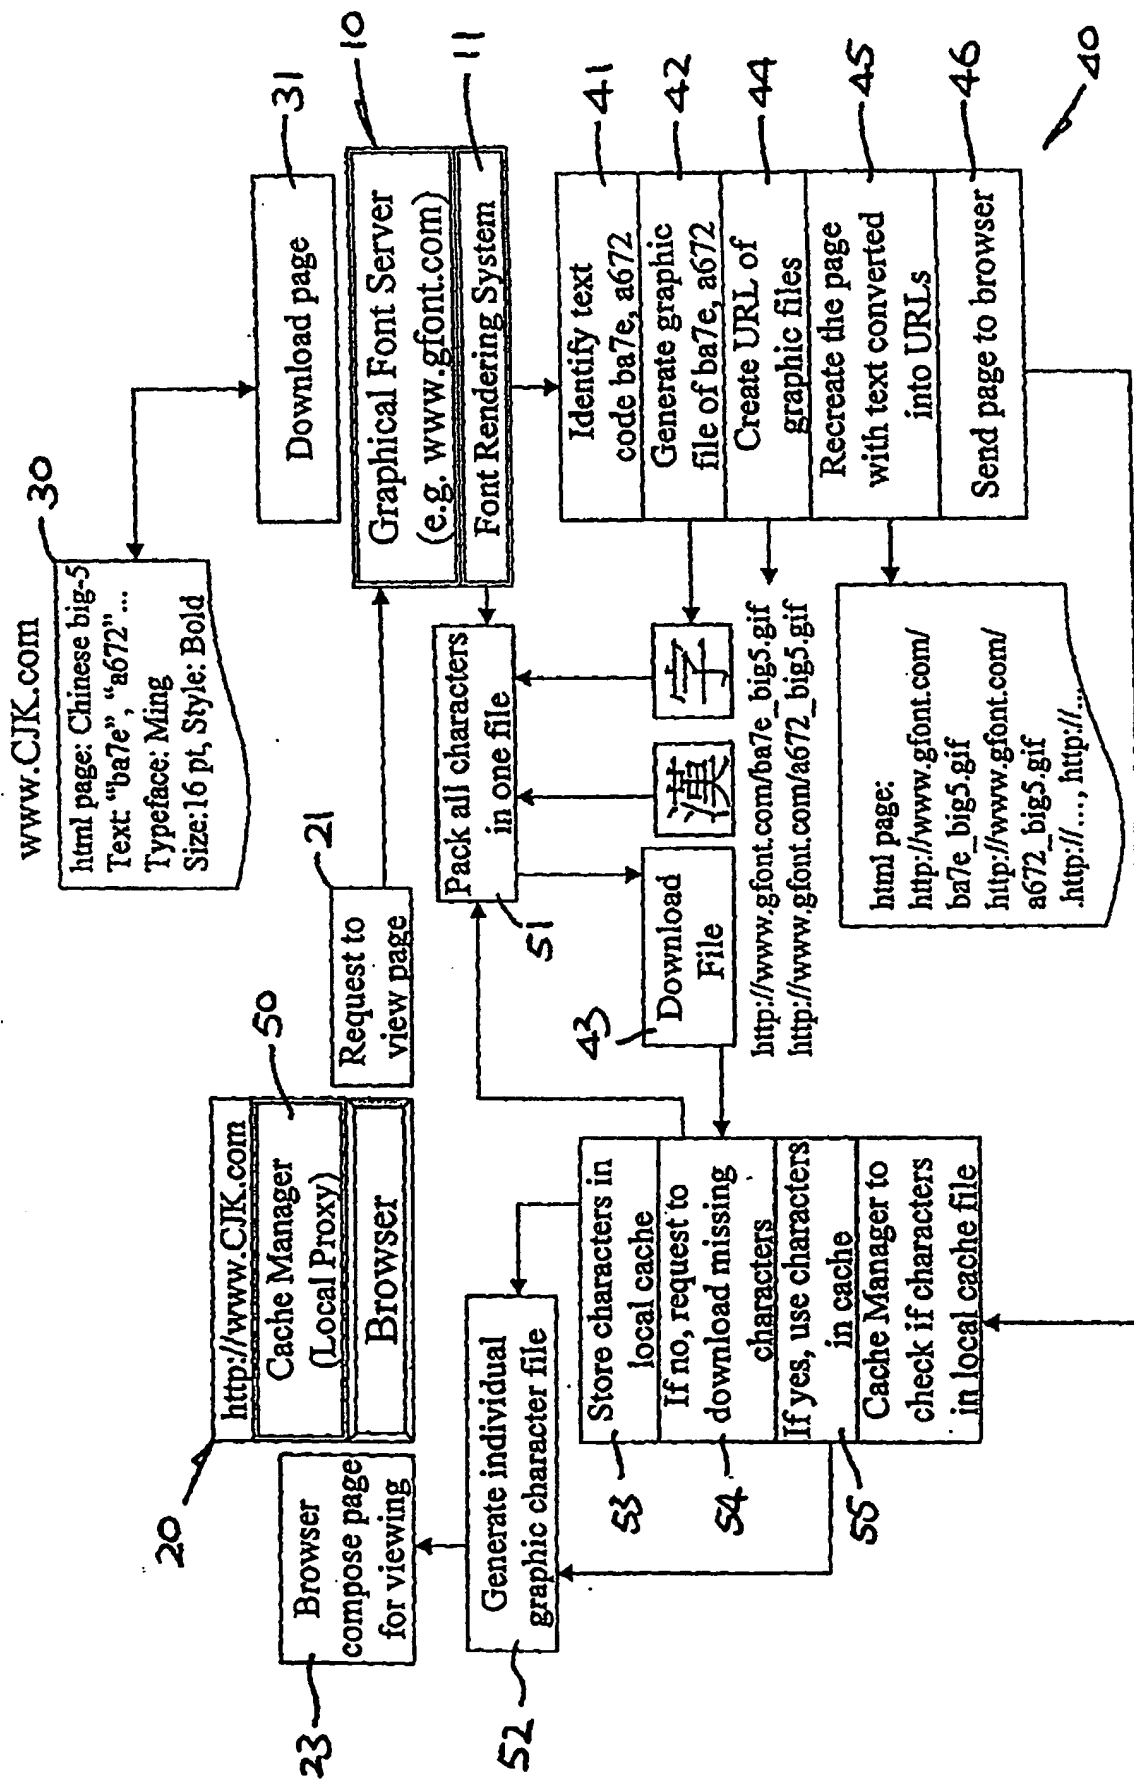 www.CJK.com
30
html page: Chinese big-5
Text: "ba7e", "a672" ...
Typeface: Ming
Size:16 pt, Style: Bold
31
Download page
20
http://www.CJK.com
50
Cache Manager
(Local Proxy)
Browser
21
Request to
view page
10
Graphical Font Server
(e.g. www.gfont.com)
11
Font Rendering System
23
Browser
compose page
for viewing
52
Generate individual
graphic character file
51
Pack all characters
in one file
漢
字
43
Download
File
http://www.gfont.com/ba7e_big5.gif
http://www.gfont.com/a672_big5.gif
41
Identify text
code ba7e, a672
42
Generate graphic
file of ba7e, a672
44
Create URL of
graphic files
45
Recreate the page
with text converted
into URLs
46
Send page to browser
40
53
Store characters in
local cache
54
If no, request to
download missing
characters
55
If yes, use characters
in cache
Cache Manager to
check if characters
in local cache file
html page:
http://www.gfont.com/
ba7e_big5.gif
http://www.gfont.com/
a672_big5.gif
.http://...., http://...